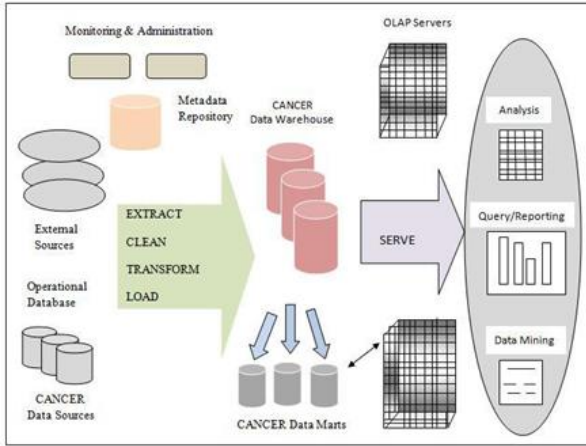 Monitoring & Administration
OLAP Servers
Metadata
Repository
CANCER
Data Warehouse
Analysis
External
Sources
EXTRACT
CLEAN
TRANSFORM
LOAD
SERVE
Query/Reporting
Operational
Database
Data Mining
CANCER
Data Sources
CANCER Data Marts